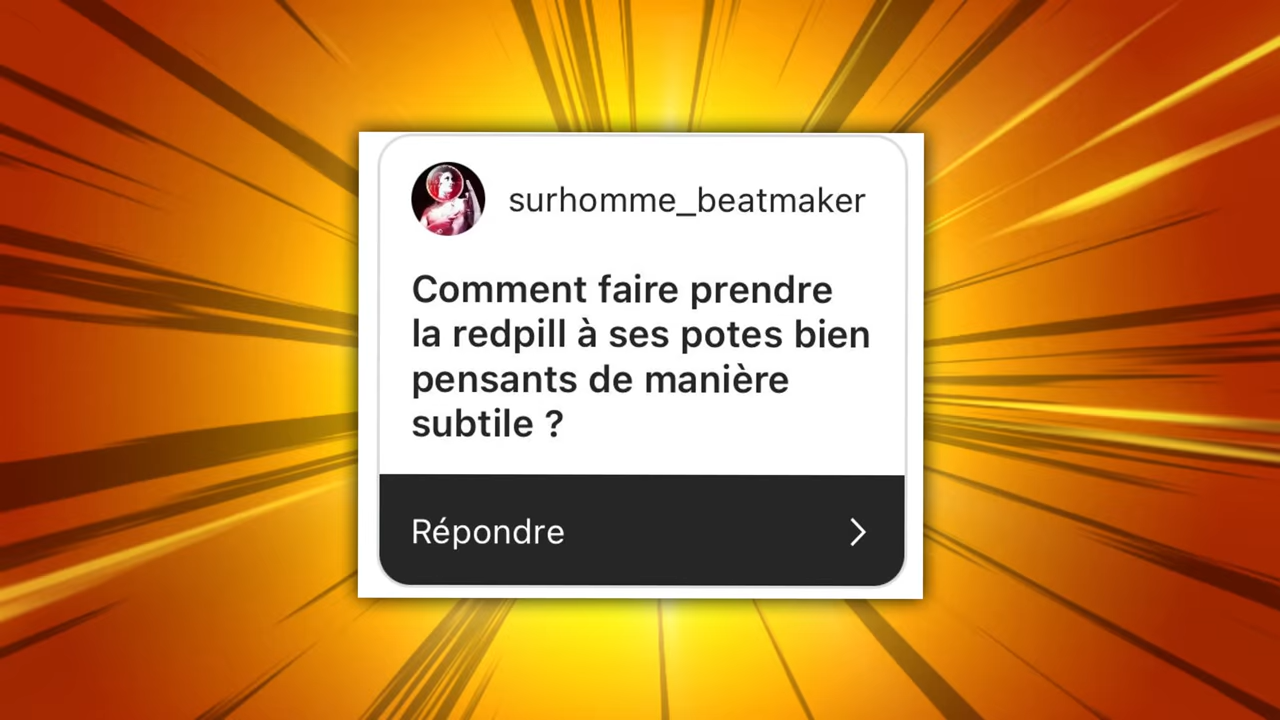 surhomme_beatmaker
Comment faire prendre
la redpill à ses potes bien
pensants de manière
subtile ?
Répondre